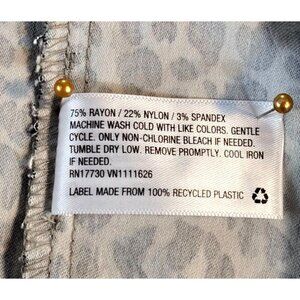 75% RAYON / 22% NYLON / 3% SPANDEX
MACHINE WASH COLD WITH LIKE COLORS. GENTLE
CYCLE. ONLY NON-CHLORINE BLEACH IF NEEDED.
TUMBLE DRY LOW. REMOVE PROMPTLY. COOL IRON
IF NEEDED.
RN17730 VN1111626
LABEL MADE FROM 100% RECYCLED PLASTIC